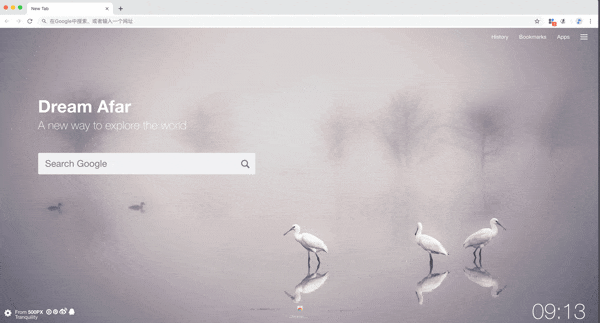 New Tab
在Google中搜索，或者输入一个网址
History Bookmarks Apps
Dream Afar
A new way to explore the world
Search Google
From 500PX
Tranquility
09:13